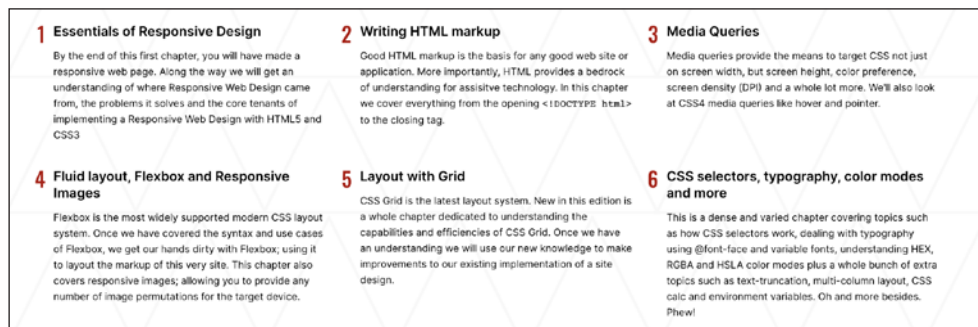 1 Essentials of Responsive Design
By the end of this first chapter, you will have made a
responsive web page. Along the way we will get an
understanding of where Responsive Web Design came
from, the problems it solves and the core tenants of
implementing a Responsive Web Design with HTML5 and
CSS3
2 Writing HTML markup
Good HTML markup is the basis for any good web site or
application. More importantly, HTML provides a bedrock
of understanding for assisitve technology. In this chapter
we cover everything from the opening <!DOCTYPE html>
to the closing tag.
3 Media Queries
Media queries provide the means to target CSS not just
on screen width, but screen height, color preference,
screen density (DPI) and a whole lot more. We'll also look
at CSS4 media queries like hover and pointer.
4 Fluid layout, Flexbox and Responsive
Images
Flexbox is the most widely supported modern CSS layout
system. Once we have covered the syntax and use cases
of Flexbox, we get our hands dirty with Flexbox; using it
to layout the markup of this very site. This chapter also
covers responsive images; allowing you to provide any
number of image permutations for the target device.
5 Layout with Grid
CSS Grid is the latest layout system. New in this edition is
a whole chapter dedicated to understanding the
capabilities and efficiencies of CSS Grid. Once we have
an understanding we will use our new knowledge to make
improvements to our existing implementation of a site
design.
6 CSS selectors, typography, color modes
and more
This is a dense and varied chapter covering topics such
as how CSS selectors work, dealing with typography
using @font-face and variable fonts, understanding HEX,
RGBA and HSLA color modes plus a whole bunch of extra
topics such as text-truncation, multi-column layout, CSS
calc and environment variables. Oh and more besides.
Phew!